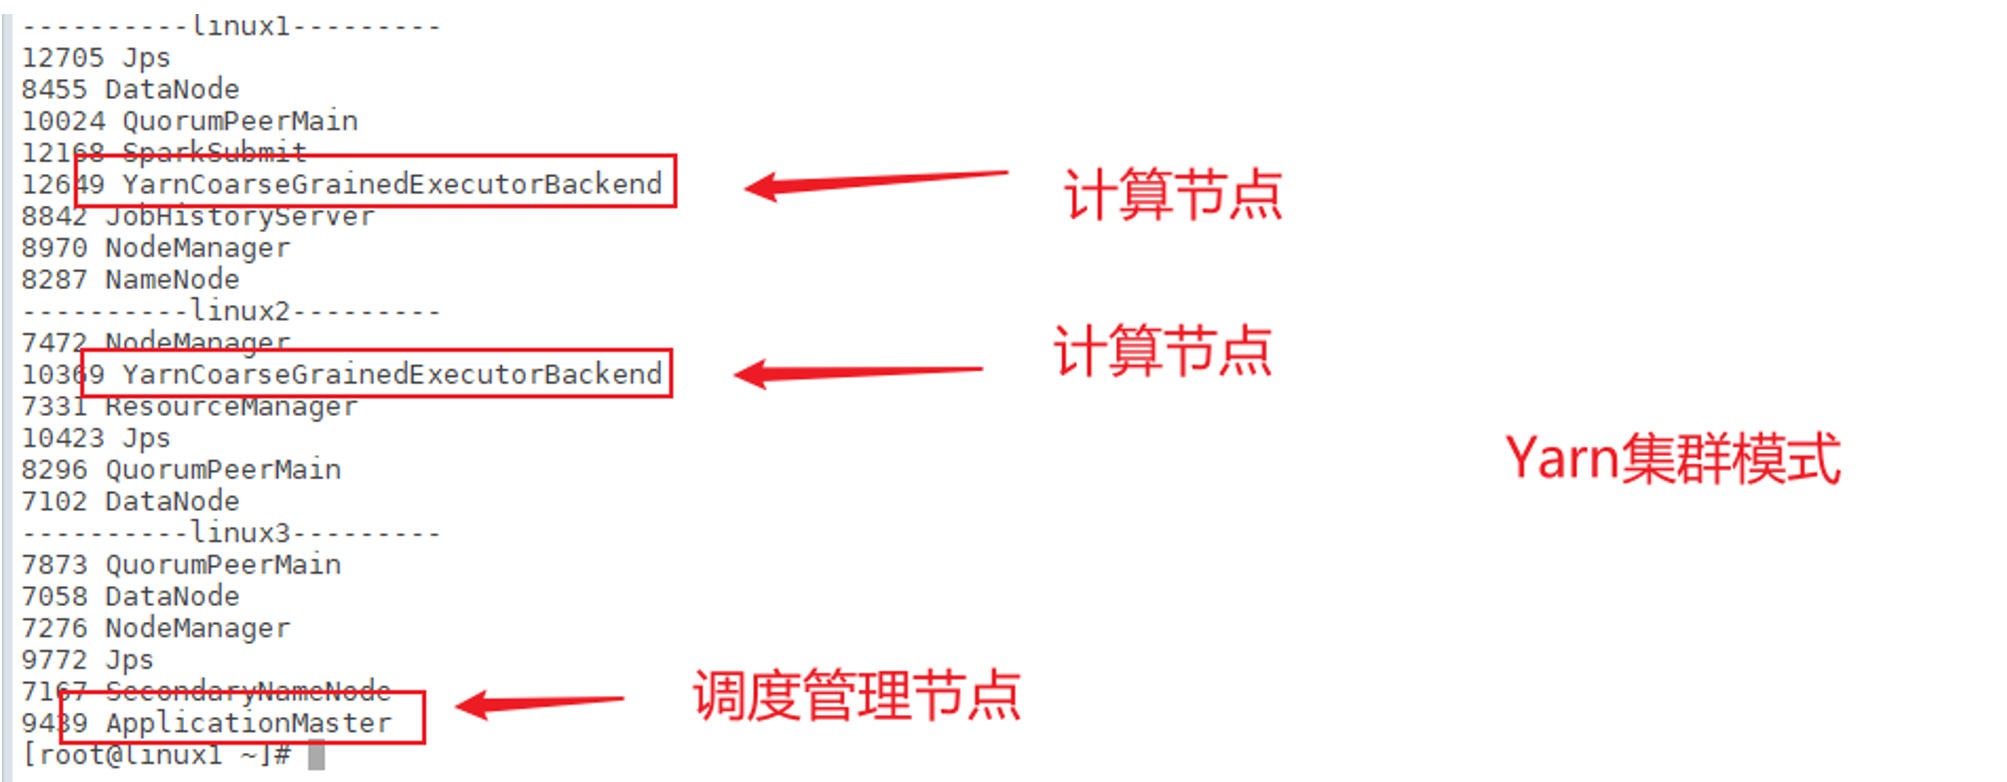 ----------linux1---------
12705 Jps
8455 DataNode
10024 QuorumPeerMain
12168 SparkSubmit
12649 YarnCoarseGrainedExecutorBackend
计算节点
8842 JobHistoryServer
8970 NodeManager
8287 NameNode
----------linux2---------
7472 NodeManager
10369 YarnCoarseGrainedExecutorBackend
计算节点
7331 ResourceManager
10423 Jps
Yarn集群模式
8296 QuorumPeerMain
7102 DataNode
----------linux3---------
7873 QuorumPeerMain
7058 DataNode
7276 NodeManager
9772 Jps
7167 SecondaryNameNode
调度管理节点
9439 ApplicationMaster
[root@linux1 ~]#